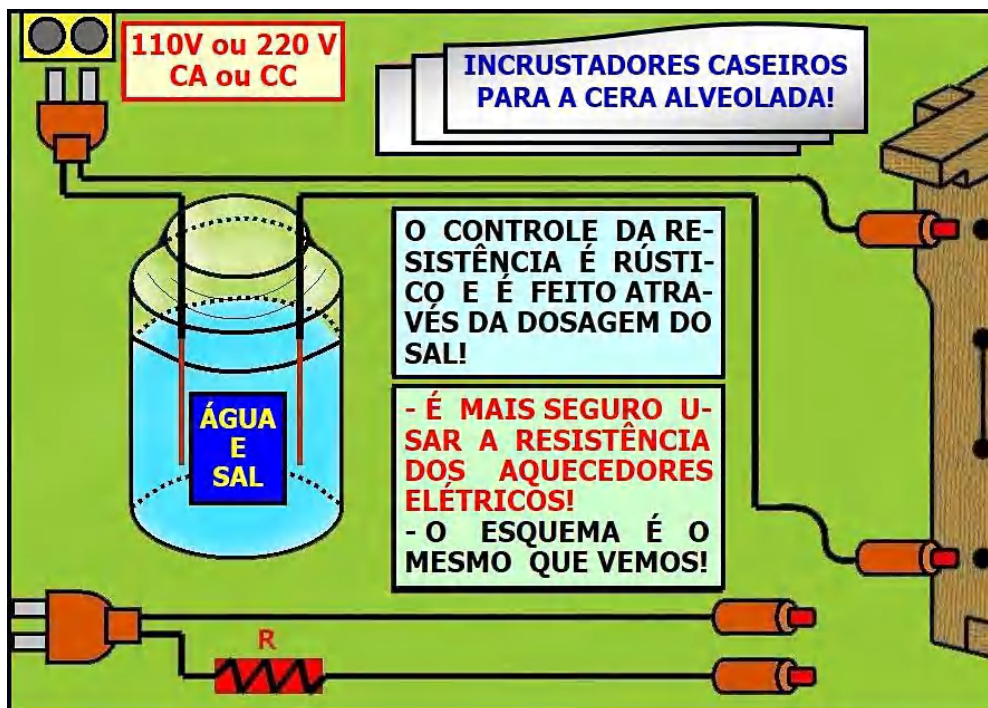 110V ou 220 V
CA ou CC
INCRUSTADORES CASEIROS
PARA A CERA ALVEOLADA!
O CONTROLE DA RE-
SISTÊNCIA É RÚSTI-
CO E É FEITO ATRA-
VÉS DA DOSAGEM DO
SAL!
ÁGUA
E
SAL
- É MAIS SEGURO U-
SAR A RESISTÊNCIA
DOS AQUECEDORES
ELÉTRICOS!
- O ESQUEMA É O
MESMO QUE VEMOS!
R